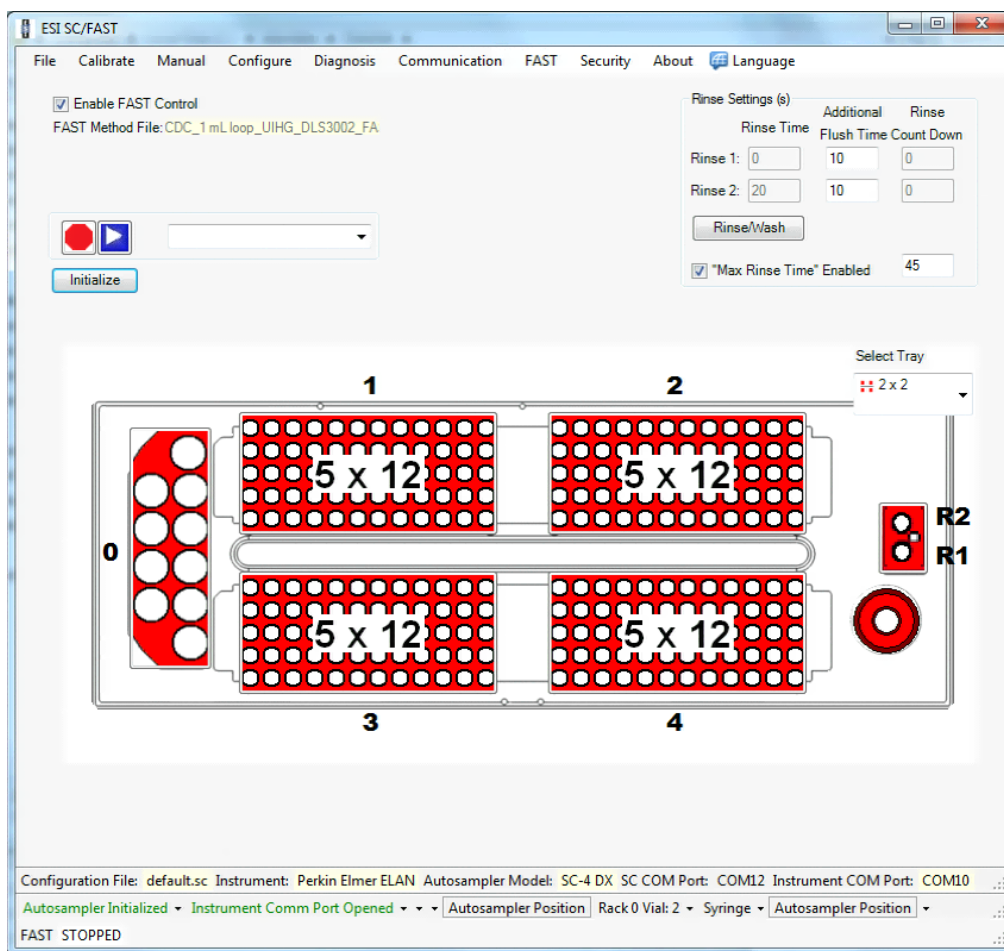 ESI SC/FAST
File Calibrate Manual Configure Diagnosis Communication FAST Security About Language
Enable FAST Control
FAST Method File: CDC_1 mL loop_UIHG_DLS3002_FA
Rinse Settings (s)
Additional Rinse
Rinse Time Flush Time Count Down
Rinse 1: 0 10 0
Rinse 2: 20 10 0
Rinse/Wash
"Max Rinse Time" Enabled 45
Initialize
Select Tray
2 x 2
1 2
5 x 12 5 x 12
0
R2
R1
5 x 12 5 x 12
3 4
Configuration File: default.sc Instrument: Perkin Elmer ELAN Autosampler Model: SC-4 DX SC COM Port: COM12 Instrument COM Port: COM10
Autosampler Initialized Instrument Comm Port Opened Autosampler Position Rack 0 Vial: 2 Syringe Autosampler Position
FAST STOPPED